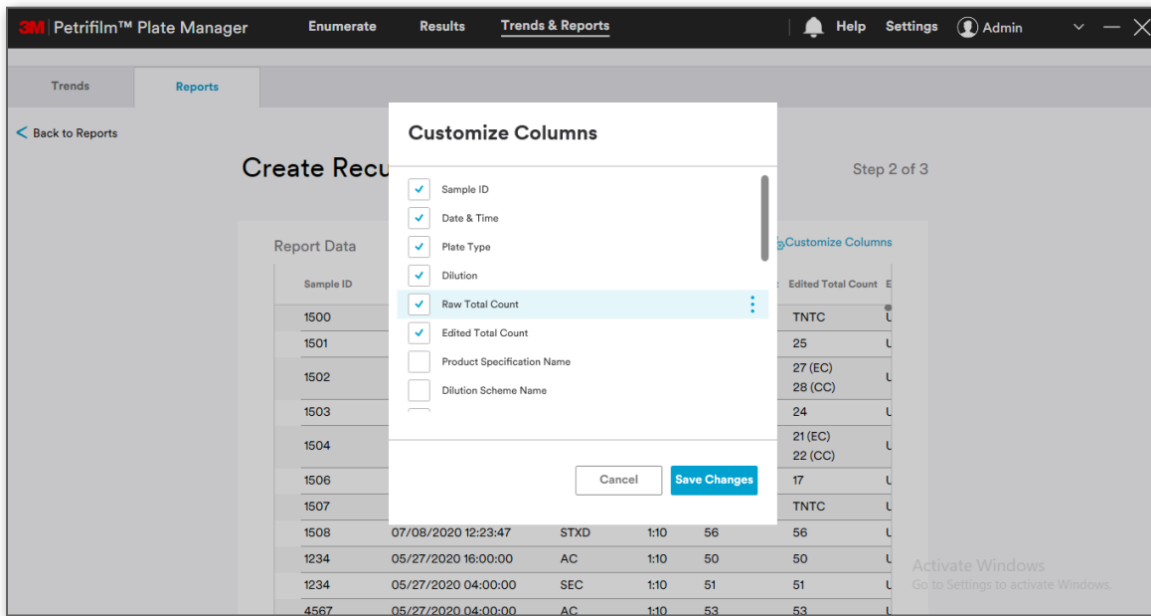 3M Petrifilm™ Plate Manager Enumerate Results Trends & Reports Help Settings Admin
Trends Reports
< Back to Reports
Customize Columns
Create Recu
Step 2 of 3
Sample ID
Date & Time
Plate Type
Dilution
Raw Total Count
Edited Total Count
Product Specification Name
Dilution Scheme Name
Cancel Save Changes
Report Data Customize Columns
Sample ID Edited Total Count E
1500 TNTC U
1501 25 U
1502 27 (EC) U
28 (CC)
1503 24 U
1504 21 (EC) U
22 (CC)
1506 17 U
1507 TNTC U
1508 07/08/2020 12:23:47 STXD 1:10 56 56 U
1234 05/27/2020 16:00:00 AC 1:10 50 50 U
1234 05/27/2020 04:00:00 SEC 1:10 51 51 U
4567 05/27/2020 04:00:00 AC 1:10 53 53 U
Activate Windows
Go to Settings to activate Windows.